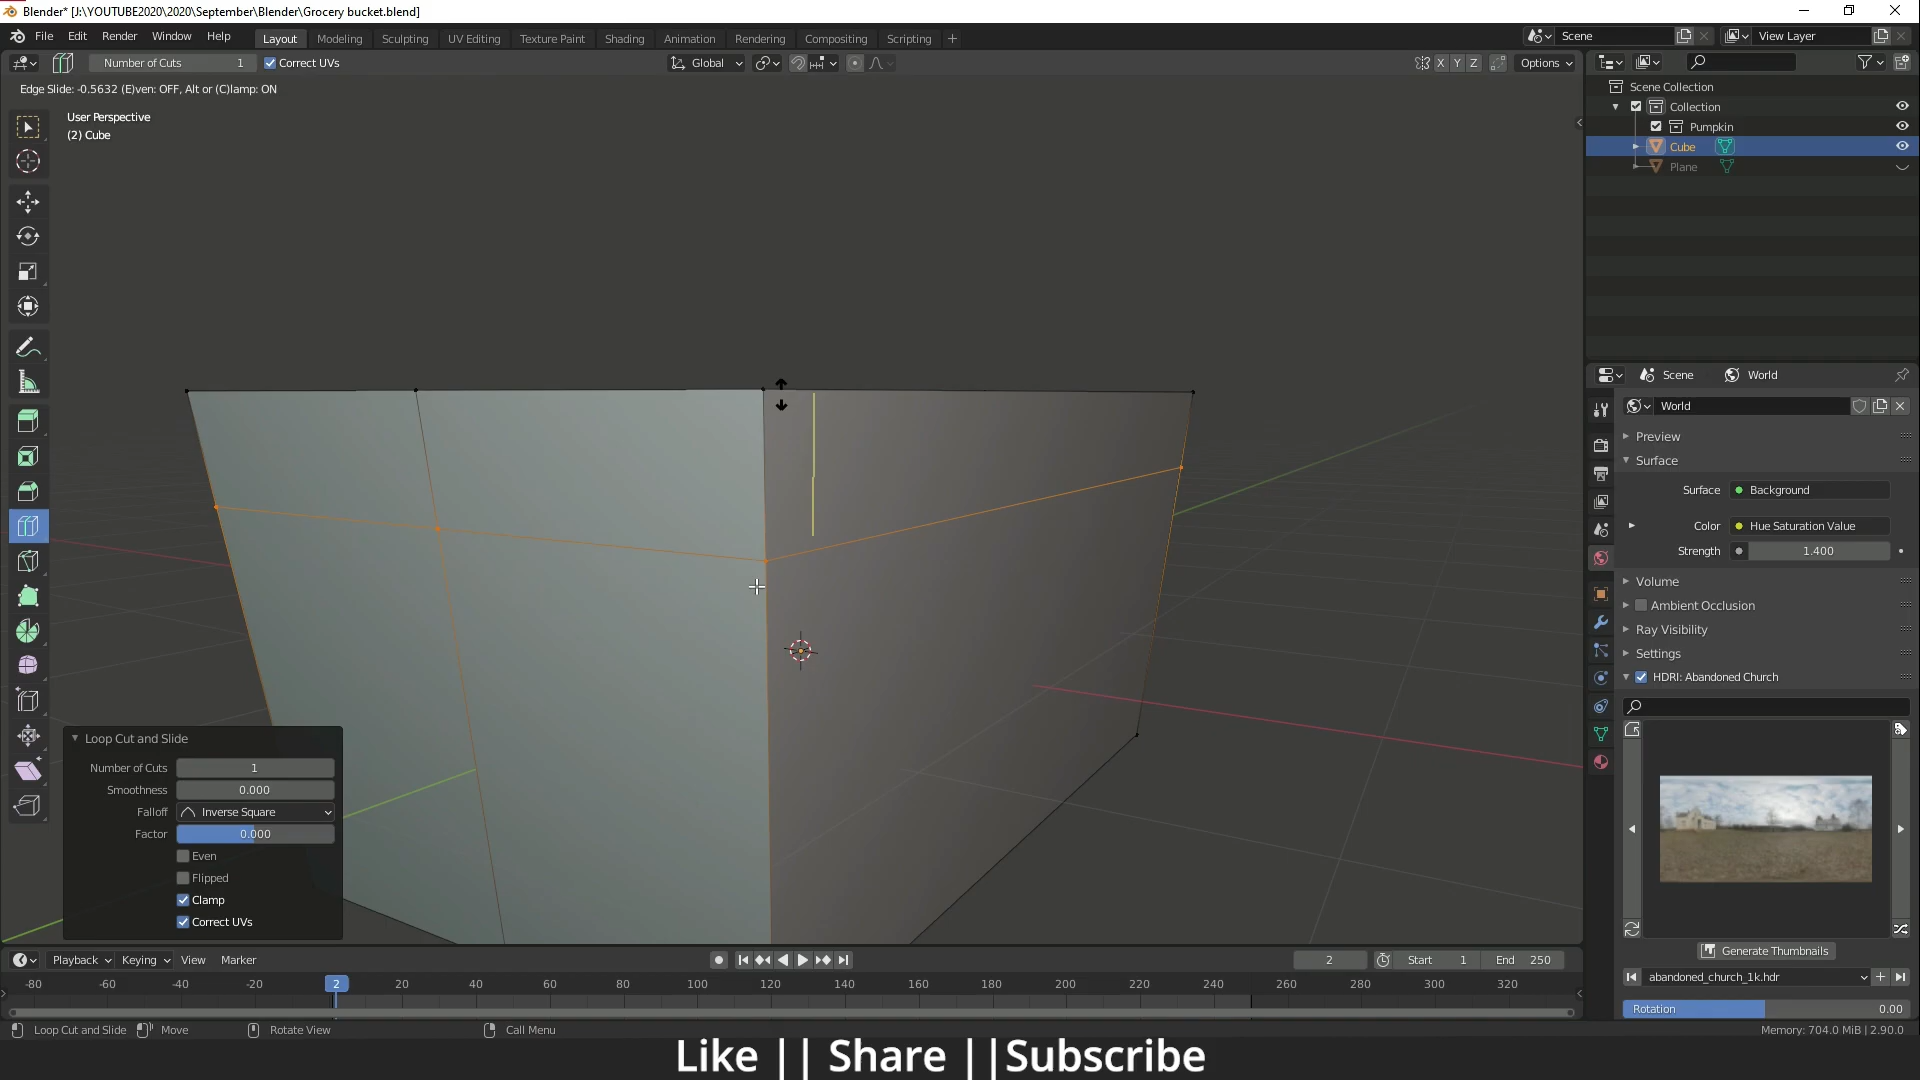 Blender* [J:\YOUTUBE2020\2020\September\Blender\Grocery bucket.blend]
File Edit Render Window Help Layout Modeling Sculpting UV Editing Texture Paint Shading Animation Rendering Compositing Scripting + Scene View Layer
Number of Cuts 1 Correct UVs Global X Y Z Options
Edge Slide: -0.5632 (E)ven: OFF, Alt or (C)lamp: ON
User Perspective
(2) Cube
Scene Collection
Collection
Pumpkin
Cube
Plane
Scene World
World
Preview
Surface
Surface Background
Color Hue Saturation Value
Strength 1.400
Volume
Ambient Occlusion
Ray Visibility
Settings
HDRI: Abandoned Church
Generate Thumbnails
abandoned_church_1k.hdr
Rotation 0.00
Loop Cut and Slide
Number of Cuts 1
Smoothness 0.000
Falloff Inverse Square
Factor 0.000
Even
Flipped
Clamp
Correct UVs
Playback Keying View Marker 2 Start 1 End 250
-80 -60 -40 -20 2 20 40 60 80 100 120 140 160 180 200 220 240 260 280 300 320
Loop Cut and Slide Move Rotate View Call Menu Memory: 704.0 MiB | 2.90.0
Like || Share ||Subscribe